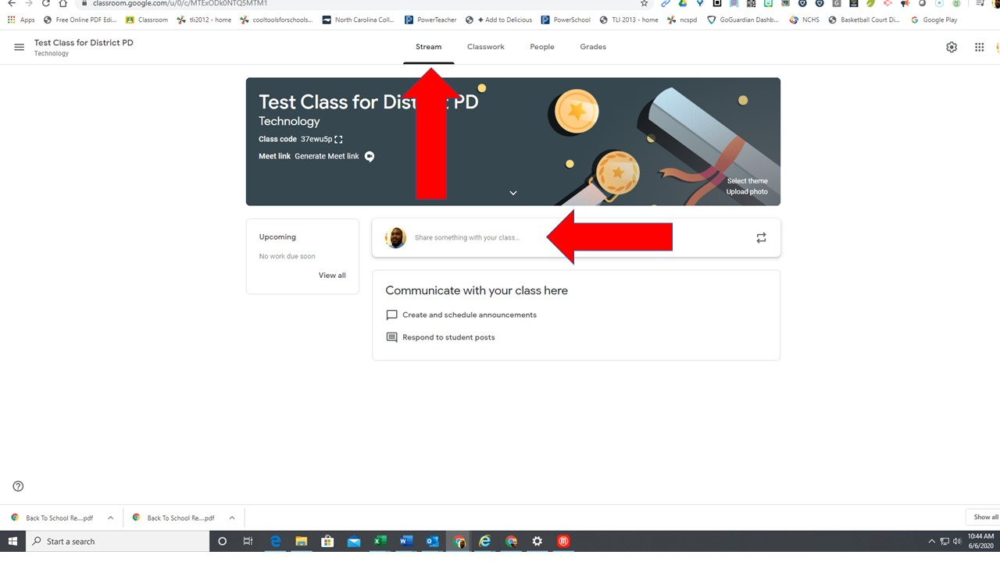 classroom.google.com/u/0/c/MTExODk0NTQ5MTM1
Apps Free Online PDF Edi... Classroom tli2012 - home cooltoolsforschools... North Carolina Coll... PowerTeacher + Add to Delicious PowerSchool TLI 2013 - home ncspd GoGuardian Dashb... NCHS Basketball Court Di... Google Play
Test Class for District PD
Technology
Stream Classwork People Grades
Test Class for District PD
Technology
Class code 37ewu5p
Meet link Generate Meet link
Select theme
Upload photo
Upcoming
No work due soon
View all
Share something with your class...
Communicate with your class here
Create and schedule announcements
Respond to student posts
Back To School Re....pdf Back To School Re....pdf Show all
Start a search
10:44 AM
6/6/2020